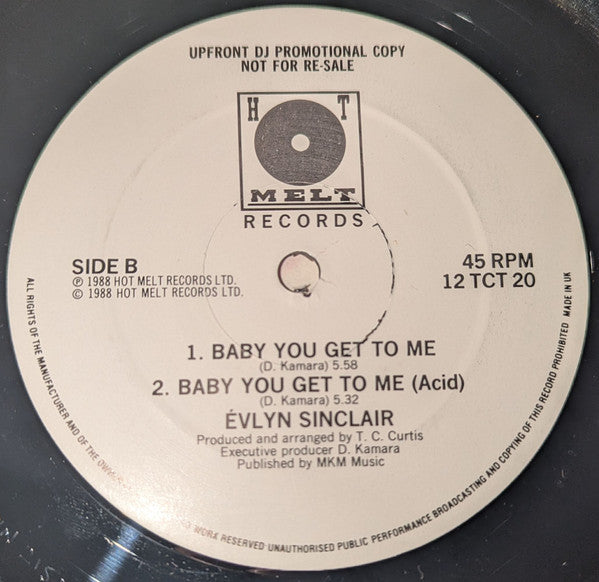 UPFRONT DJ PROMOTIONAL COPY
NOT FOR RE-SALE
H T
MELT
RECORDS
SIDE B
℗ 1988 HOT MELT RECORDS LTD.
© 1988 HOT MELT RECORDS LTD.
45 RPM
12 TCT 20
1. BABY YOU GET TO ME
(D. Kamara) 5.58
2. BABY YOU GET TO ME (Acid)
(D. Kamara) 5.32
ÉVLYN SINCLAIR
Produced and arranged by T. C. Curtis
Executive producer D. Kamara
Published by MKM Music
ALL RIGHTS OF THE MANUFACTURER AND OF THE WORK RESERVED UNAUTHORISED PUBLIC PERFORMANCE BROADCASTING AND COPYING OF THIS RECORD PROHIBITED MADE IN UK